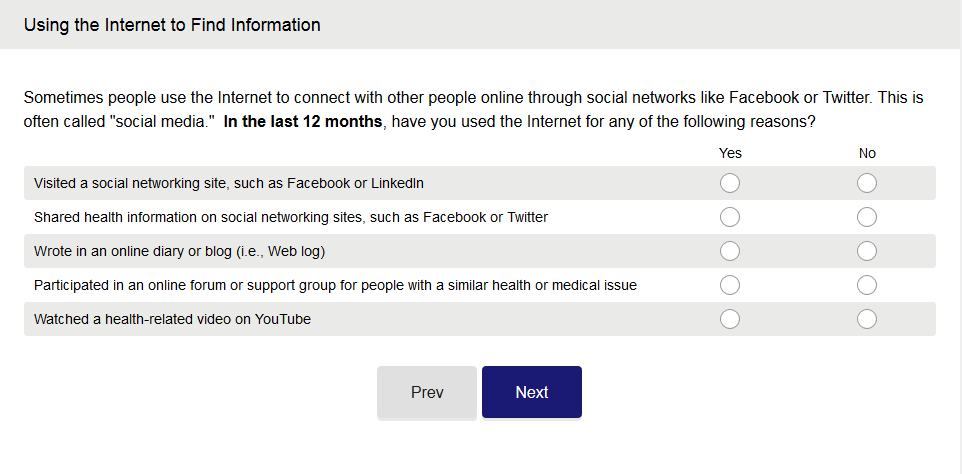 Using the Internet to Find Information
Sometimes people use the Internet to connect with other people online through social networks like Facebook or Twitter. This is
often called "social media."  In the last 12 months, have you used the Internet for any of the following reasons?
Yes No
Visited a social networking site, such as Facebook or LinkedIn
Shared health information on social networking sites, such as Facebook or Twitter
Wrote in an online diary or blog (i.e., Web log)
Participated in an online forum or support group for people with a similar health or medical issue
Watched a health-related video on YouTube
Prev Next